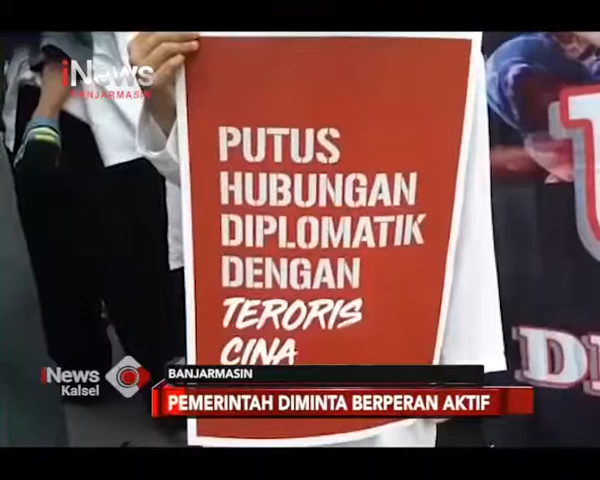 iNews
BANJARMASIN
PUTUS
HUBUNGAN
DIPLOMATIK
DENGAN
TERORIS
CINA
iNews
Kalsel
BANJARMASIN
PEMERINTAH DIMINTA BERPERAN AKTIF